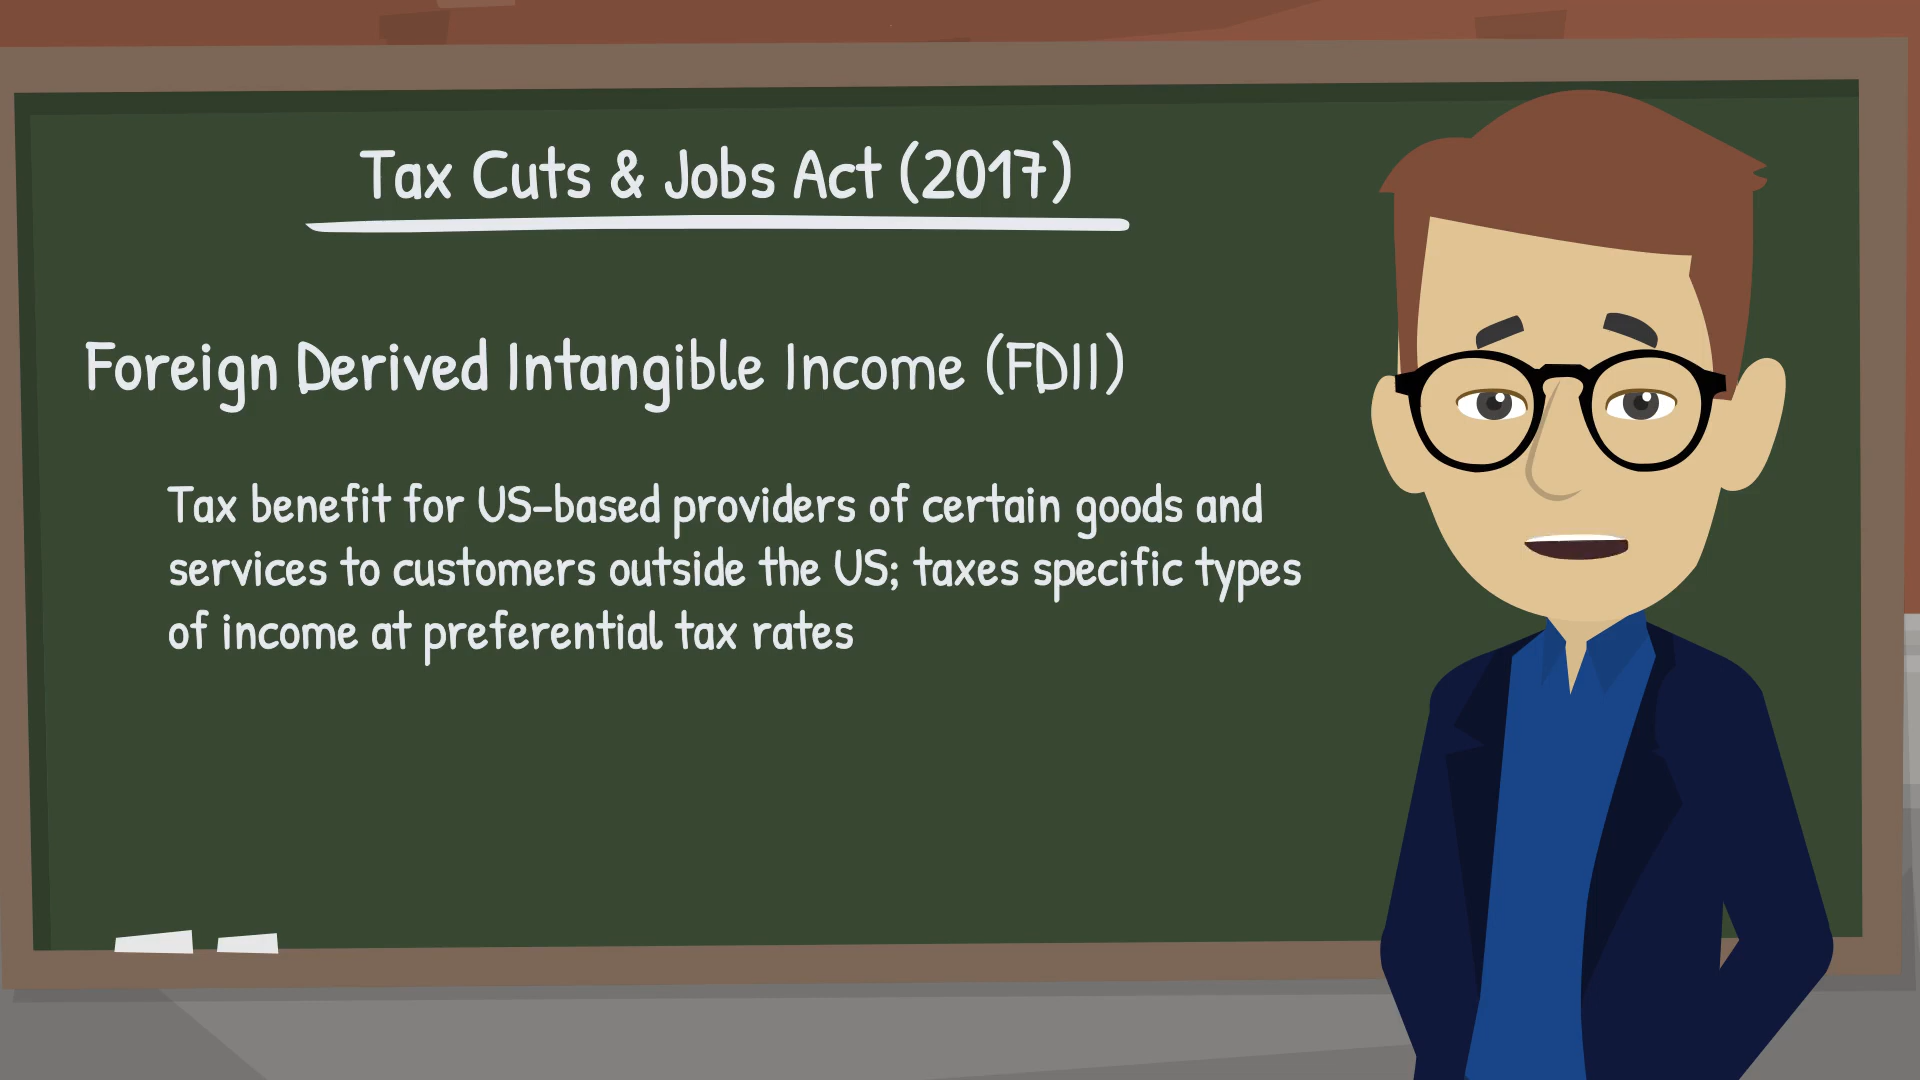 Tax Cuts & Jobs Act (2017)
Foreign Derived Intangible Income (FDII)
Tax benefit for US-based providers of certain goods and
services to customers outside the US; taxes specific types
of income at preferential tax rates